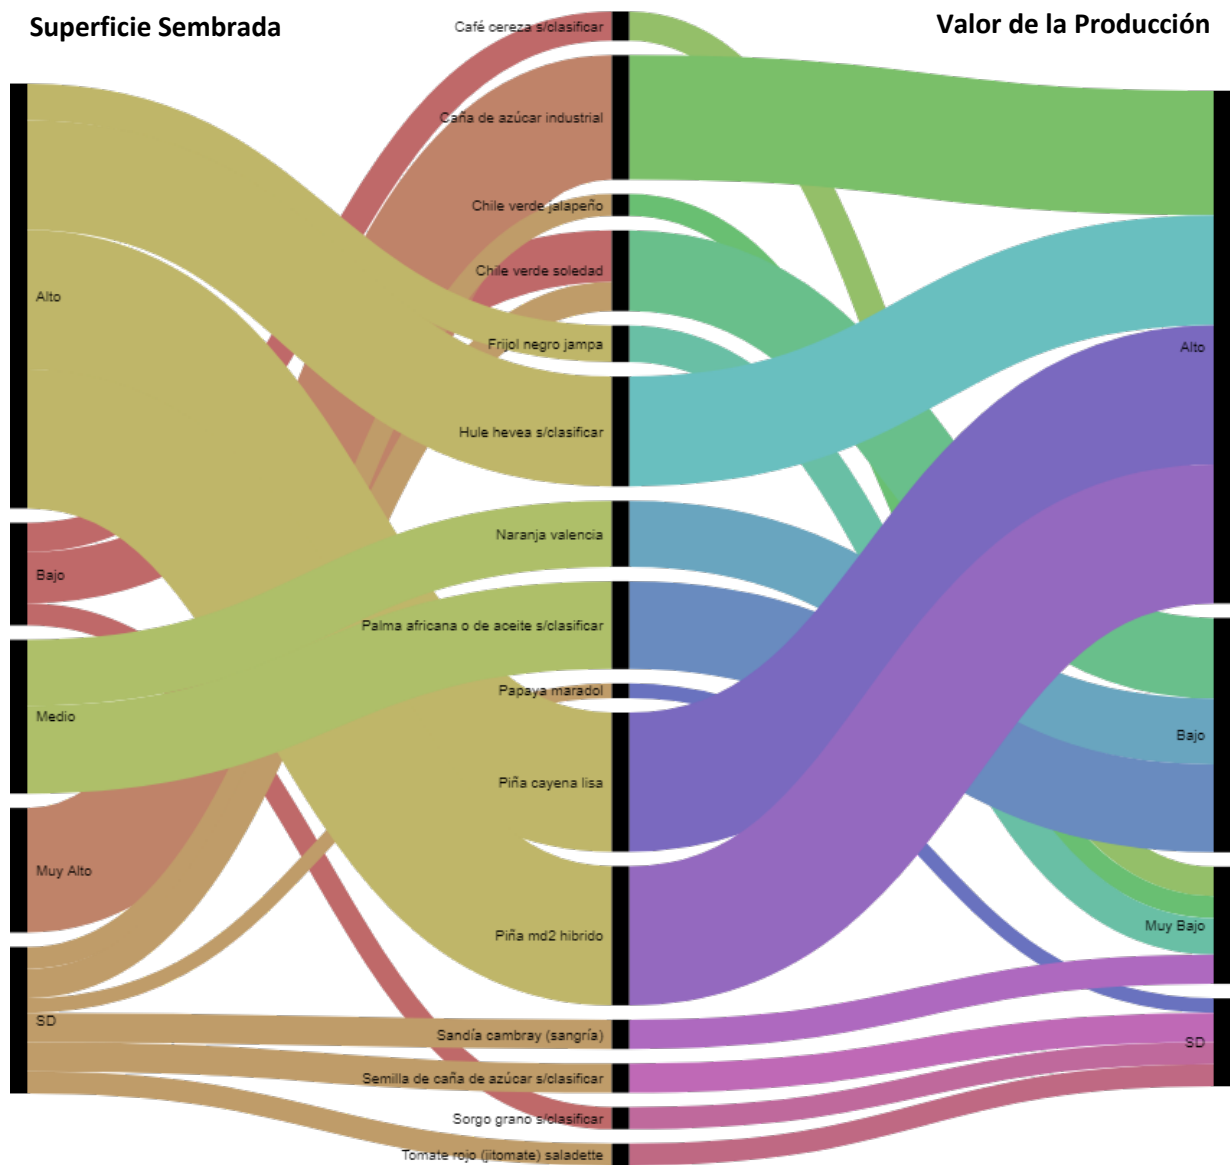 Superficie Sembrada
Valor de la Producción
Café cereza s/clasificar
Caña de azúcar industrial
Chile verde jalapeño
Chile verde soledad
Alto
Frijol negro jampa
Alto
Hule hevea s/clasificar
Naranja valencia
Bajo
Palma africana o de aceite s/clasificar
Papaya maradol
Medio
Bajo
Piña cayena lisa
Muy Alto
Muy Bajo
Piña md2 hibrido
SD
Sandía cambray (sangría)
SD
Semilla de caña de azúcar s/clasificar
Sorgo grano s/clasificar
Tomate rojo (jitomate) saladette